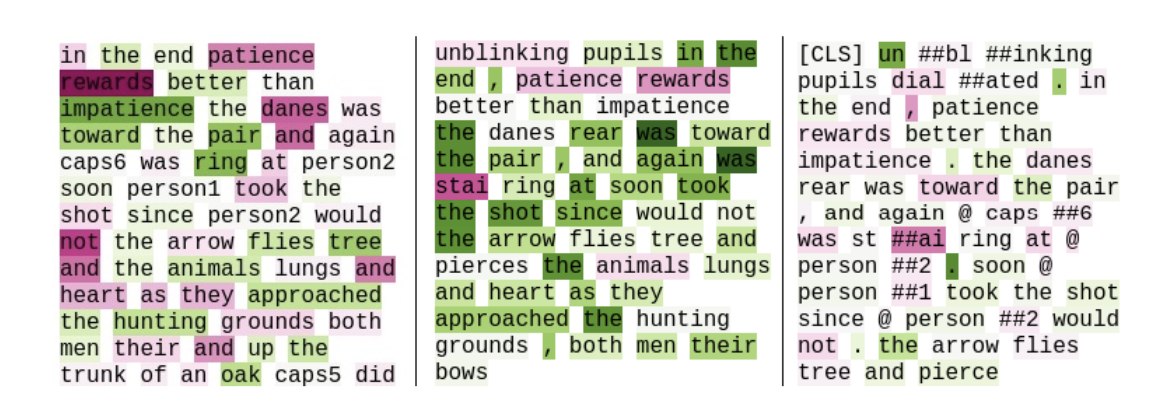 in the end patience
rewards better than
impatience the danes was
toward the pair and again
caps6 was ring at person2
soon person1 took the
shot since person2 would
not the arrow flies tree
and the animals lungs and
heart as they approached
the hunting grounds both
men their and up the
trunk of an oak caps5 did
unblinking pupils in the
end , patience rewards
better than impatience
the danes rear was toward
the pair , and again was
stai ring at soon took
the shot since would not
the arrow flies tree and
pierces the animals lungs
and heart as they
approached the hunting
grounds , both men their
bows
[CLS] un ##bl ##inking
pupils dial ##ated . in
the end , patience
rewards better than
impatience . the danes
rear was toward the pair
, and again @ caps ##6
was st ##ai ring at @
person ##2 . soon @
person ##1 took the shot
since @ person ##2 would
not . the arrow flies
tree and pierce